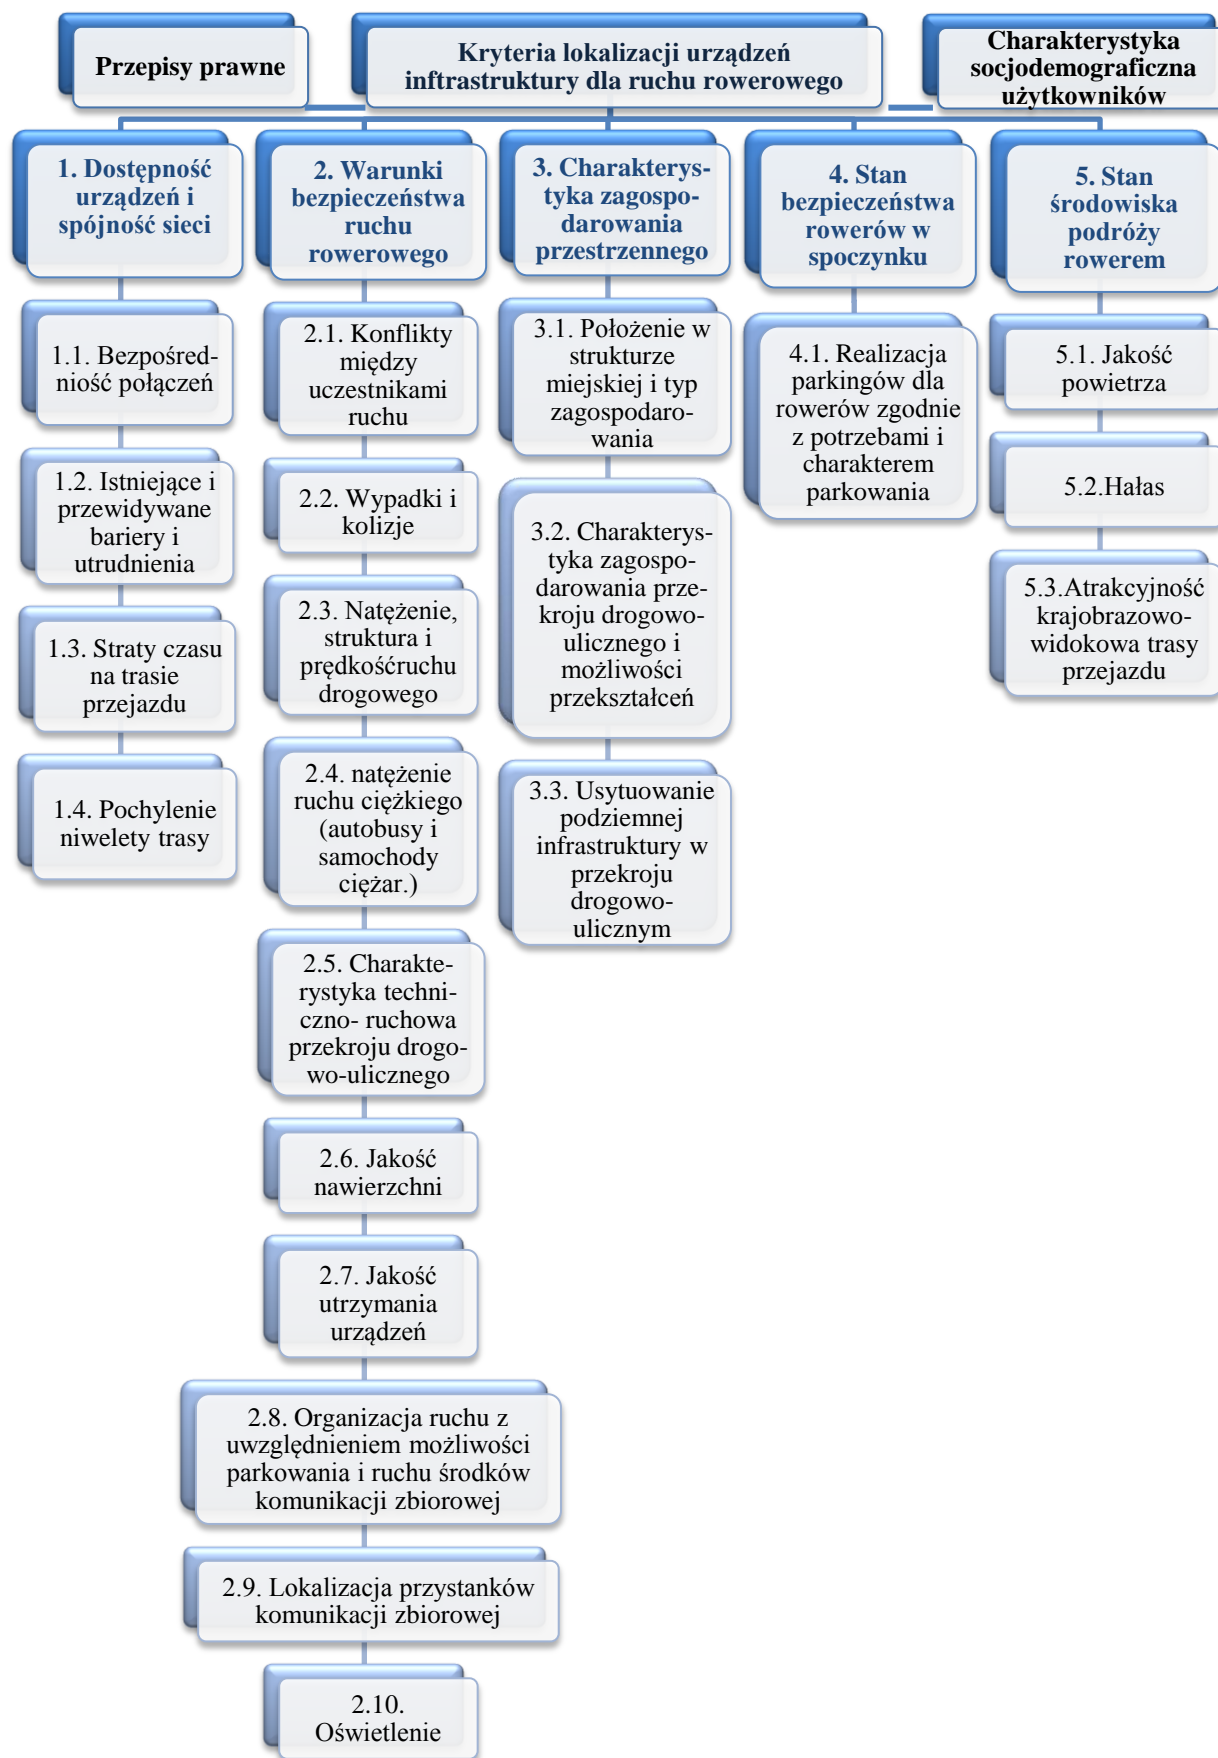 Przepisy prawne
Kryteria lokalizacji urządzeń
inftrastruktury dla ruchu rowerowego
Charakterystyka
socjodemograficzna
użytkowników
1. Dostępność
urządzeń i
spójność sieci
1.1. Bezpośred-
niość połączeń
1.2. Istniejące i
przewidywane
bariery i
utrudnienia
1.3. Straty czasu
na trasie
przejazdu
1.4. Pochylenie
niwelety trasy
2. Warunki
bezpieczeństwa
ruchu
rowerowego
2.1. Konflikty
między
uczestnikami
ruchu
2.2. Wypadki i
kolizje
2.3. Natężenie,
struktura i
prędkośćruchu
drogowego
2.4. natężenie
ruchu ciężkiego
(autobusy i
samochody
ciężar.)
2.5. Charakte-
rystyka techni-
czno- ruchowa
przekroju drogo-
wo-ulicznego
2.6. Jakość
nawierzchni
2.7. Jakość
utrzymania
urządzeń
2.8. Organizacja ruchu z
uwzględnieniem możliwości
parkowania i ruchu środków
komunikacji zbiorowej
2.9. Lokalizacja przystanków
komunikacji zbiorowej
2.10.
Oświetlenie
3. Charakterys-
tyka zagospo-
darowania
przestrzennego
3.1. Położenie w
strukturze
miejskiej i typ
zagospodaro-
wania
3.2. Charakterys-
tyka zagospo-
darowania prze-
kroju drogowo-
ulicznego i
możliwości
przekształceń
3.3. Usytuowanie
podziemnej
infrastruktury w
przekroju
drogowo-
ulicznym
4. Stan
bezpieczeństwa
rowerów w
spoczynku
4.1. Realizacja
parkingów dla
rowerów zgodnie
z potrzebami i
charakterem
parkowania
5. Stan
środowiska
podróży
rowerem
5.1. Jakość
powietrza
5.2.Hałas
5.3.Atrakcyjność
krajobrazowo-
widokowa trasy
przejazdu